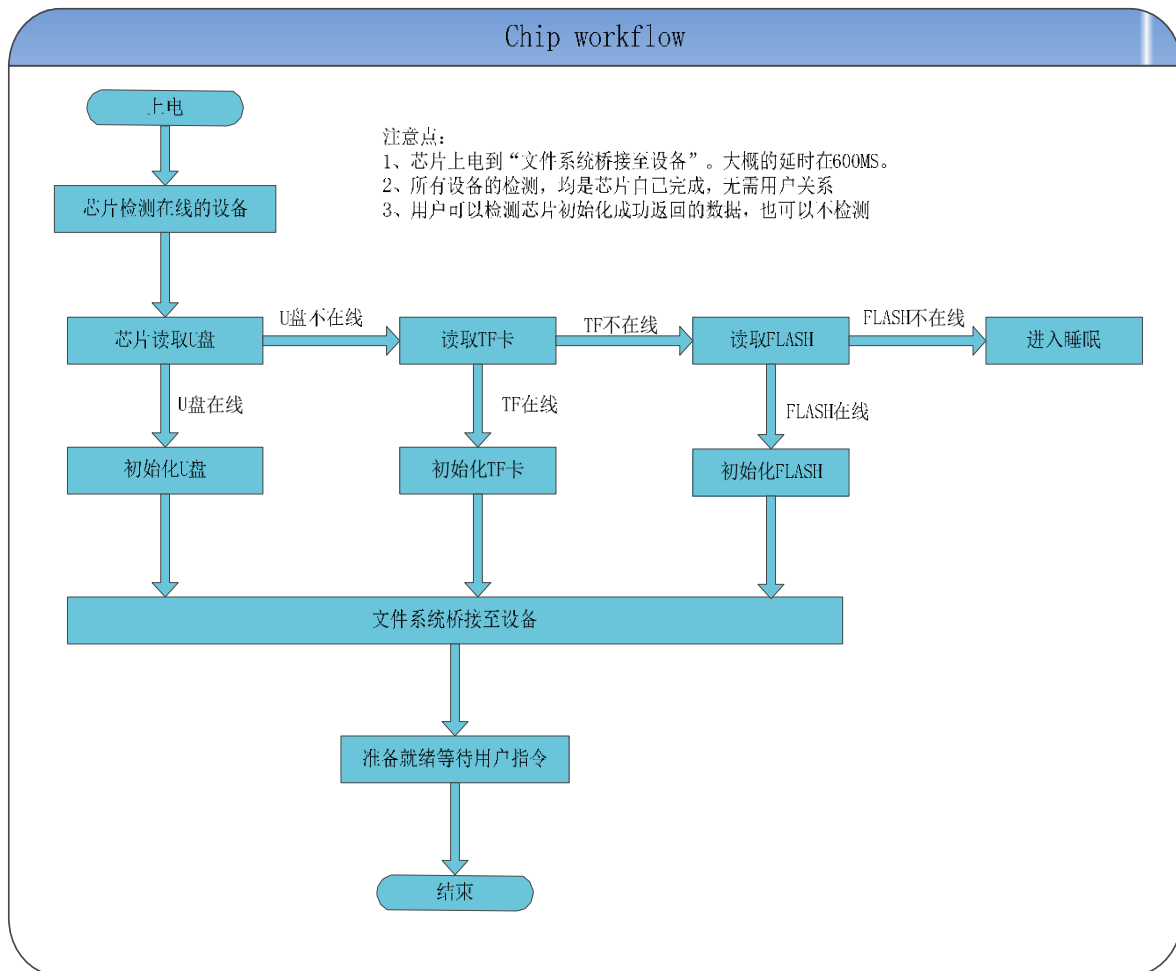 Chip workflow
上电
注意点：
1、芯片上电到“文件系统桥接至设备”。大概的延时在600MS。
2、所有设备的检测，均是芯片自己完成，无需用户关系
3、用户可以检测芯片初始化成功返回的数据，也可以不检测
芯片检测在线的设备
芯片读取U盘
U盘不在线
读取TF卡
TF不在线
读取FLASH
FLASH不在线
进入睡眠
U盘在线
TF在线
FLASH在线
初始化U盘
初始化TF卡
初始化FLASH
文件系统桥接至设备
准备就绪等待用户指令
结束